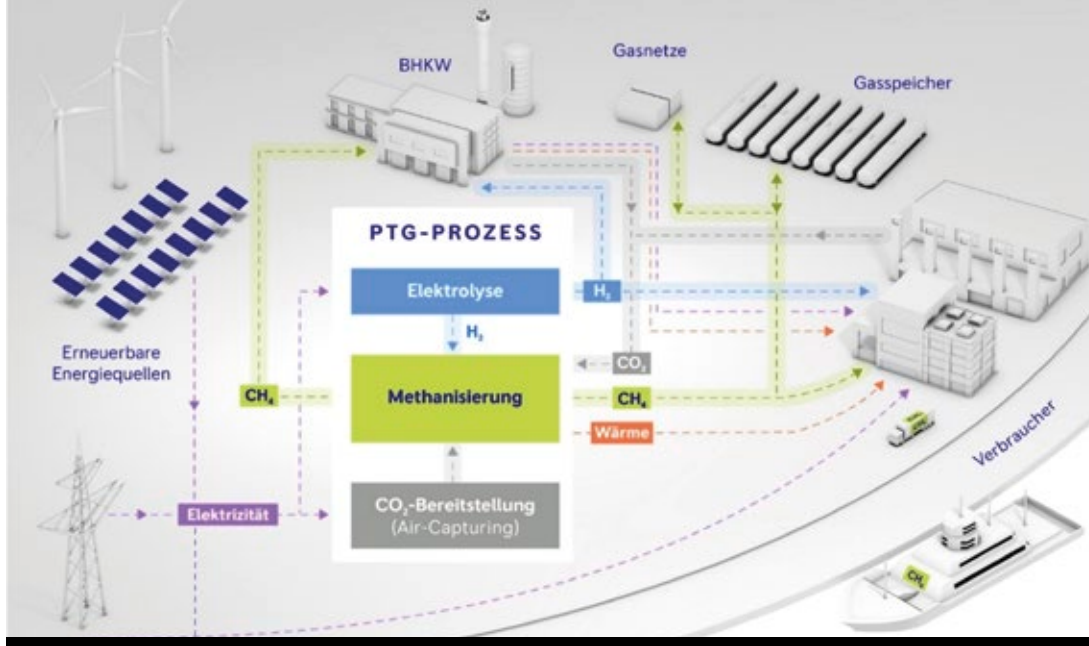 BHKW
Gasnetze
Gasspeicher
PTG-PROZESS
Elektrolyse
H₂
H₂
Erneuerbare
Energiequellen
CO₂
CH₄
Methanisierung
CH₄
Wärme
Verbraucher
Elektrizität
CO₂-Bereitstellung
(Air-Capturing)
CH₄